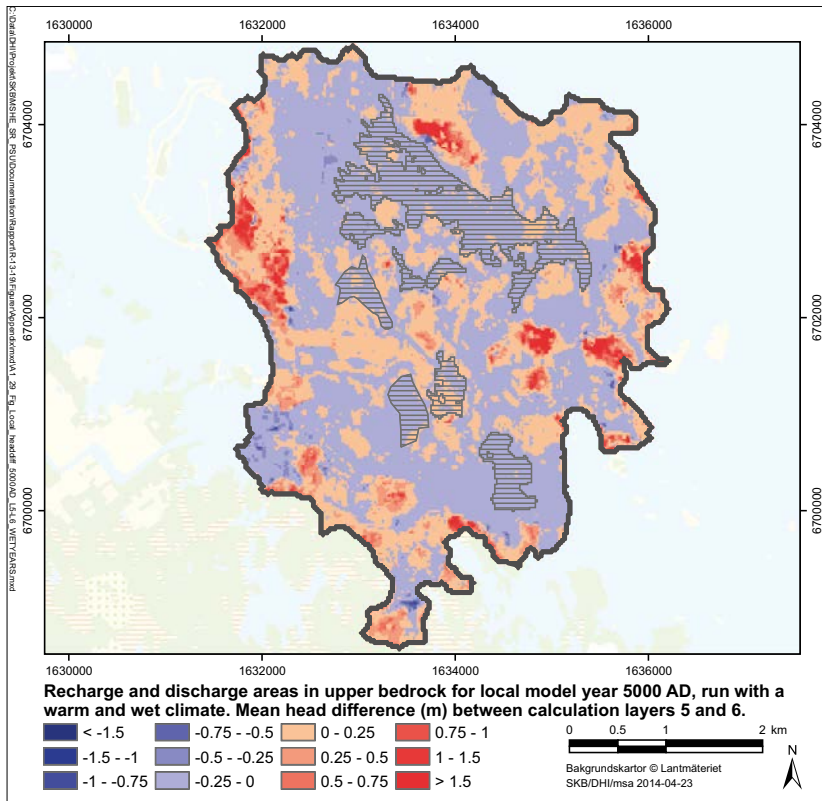 1630000 1632000 1634000 1636000
6704000 6704000
6702000 6702000
6700000 6700000
1630000 1632000 1634000 1636000
Recharge and discharge areas in upper bedrock for local model year 5000 AD, run with a
warm and wet climate. Mean head difference (m) between calculation layers 5 and 6.
< -1.5 -0.75 - -0.5 0 - 0.25 0.75 - 1
-1.5 - -1 -0.5 - -0.25 0.25 - 0.5 1 - 1.5
-1 - -0.75 -0.25 - 0 0.5 - 0.75 > 1.5
0 0.5 1 2 km
Bakgrundskartor © Lantmäteriet
SKB/DHI/msa 2014-04-23
N